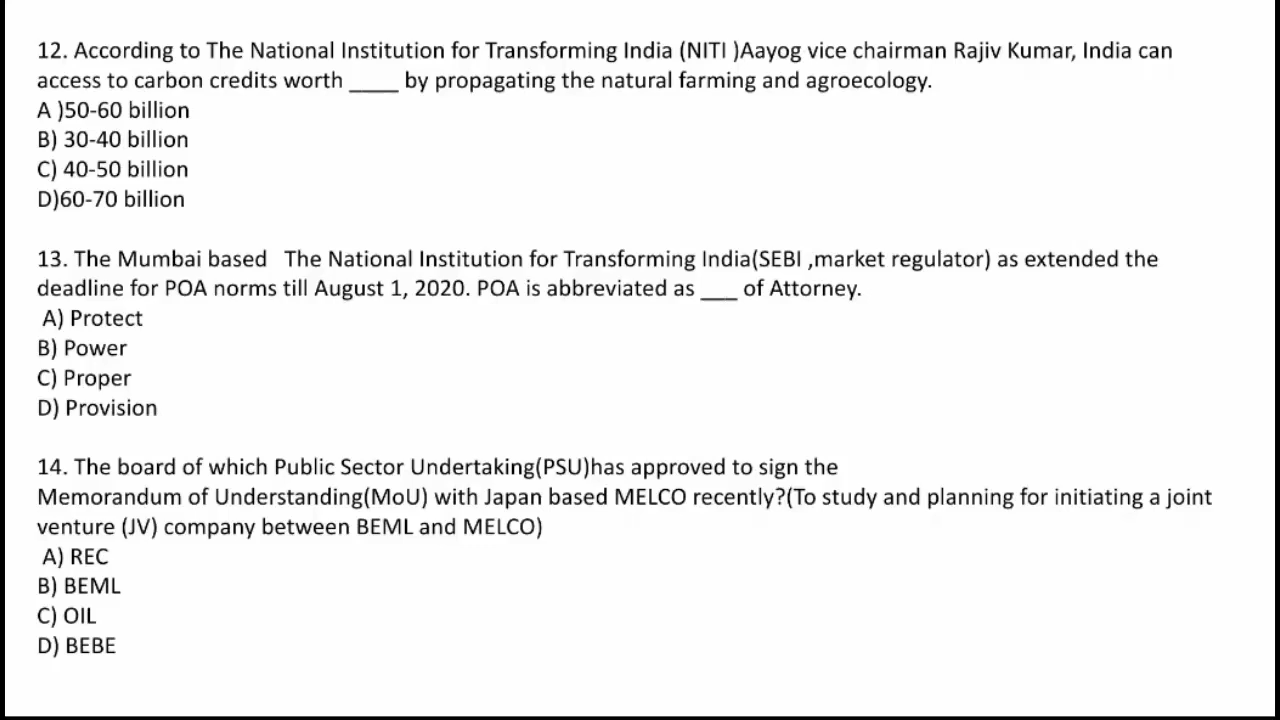 12. According to The National Institution for Transforming India (NITI )Aayog vice chairman Rajiv Kumar, India can
access to carbon credits worth ____ by propagating the natural farming and agroecology.
A )50-60 billion
B) 30-40 billion
C) 40-50 billion
D)60-70 billion
13. The Mumbai based The National Institution for Transforming India(SEBI ,market regulator) as extended the
deadline for POA norms till August 1, 2020. POA is abbreviated as ___ of Attorney.
A) Protect
B) Power
C) Proper
D) Provision
14. The board of which Public Sector Undertaking(PSU)has approved to sign the
Memorandum of Understanding(MoU) with Japan based MELCO recently?(To study and planning for initiating a joint
venture (JV) company between BEML and MELCO)
A) REC
B) BEML
C) OIL
D) BEBE